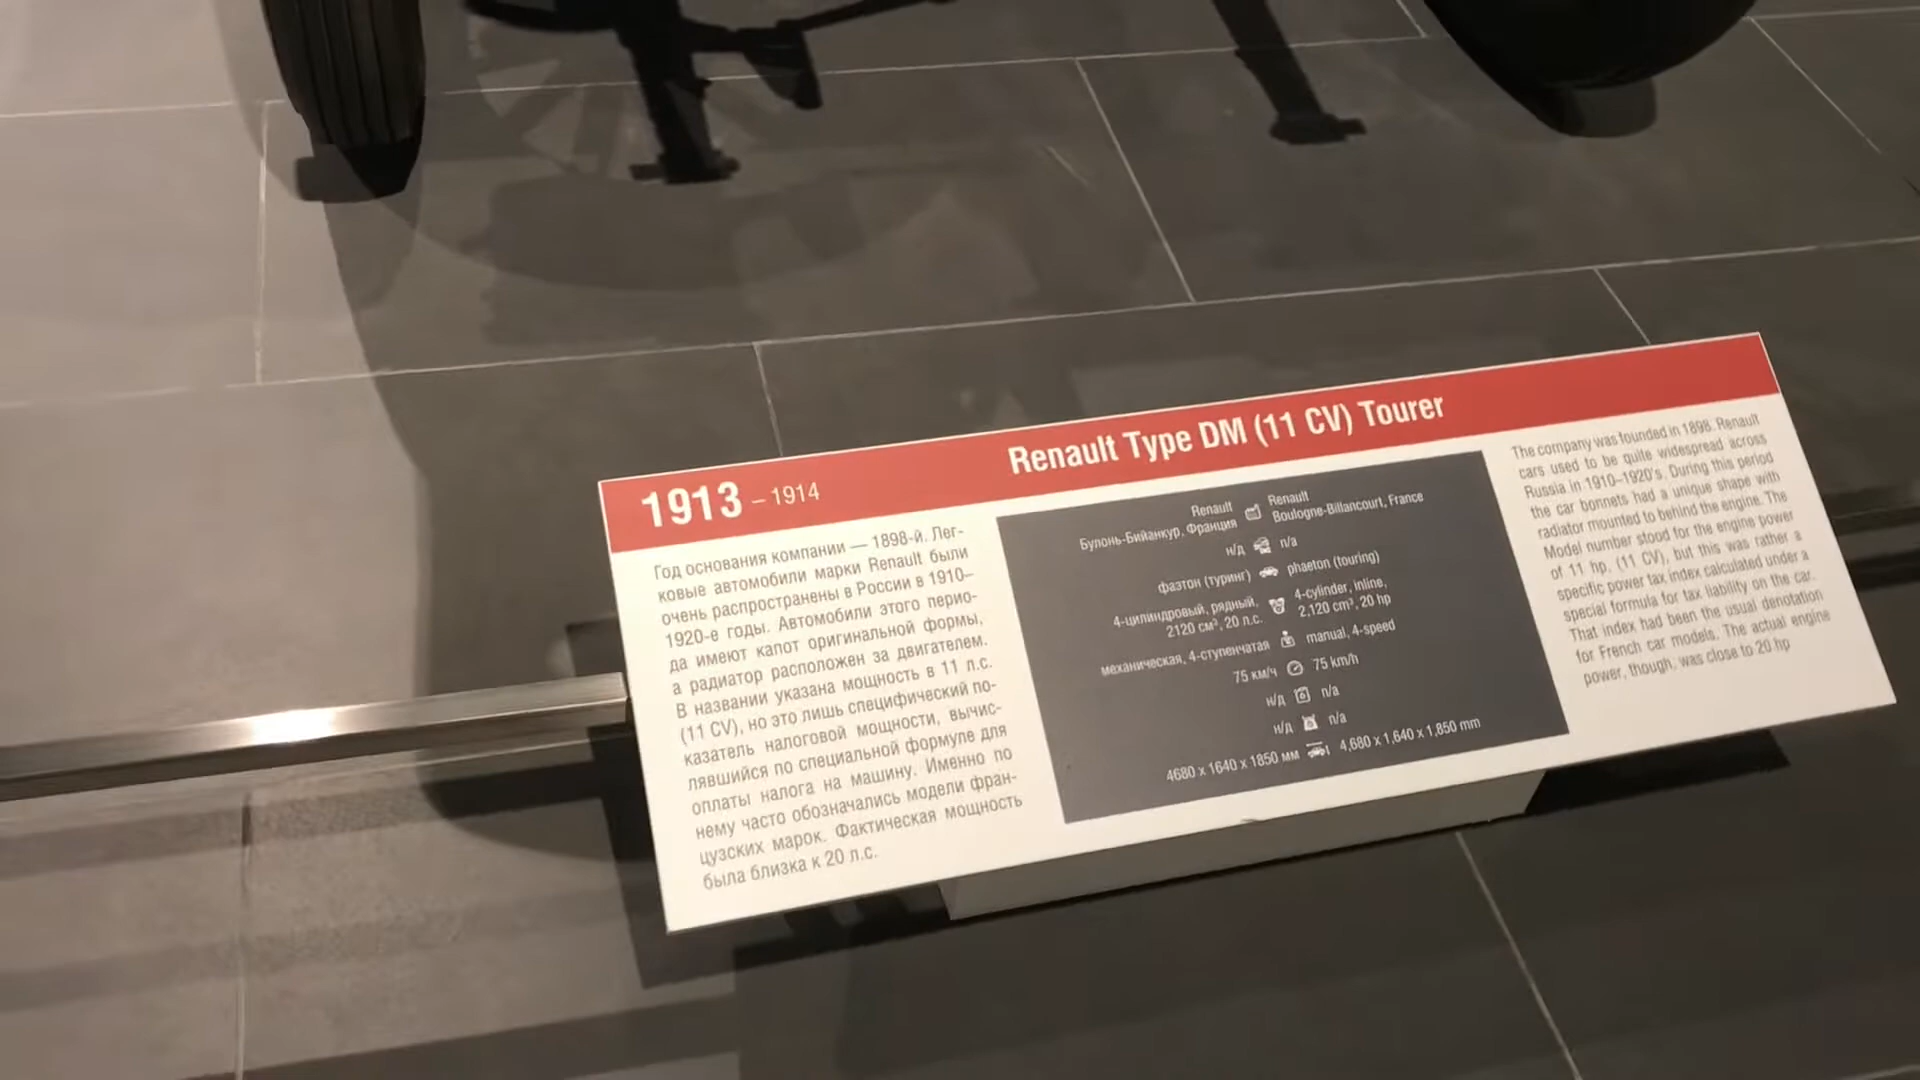 1913 – 1914
Renault Type DM (11 CV) Tourer
Год основания компании — 1898-й. Лег-
ковые автомобили марки Renault были
очень распространены в России в 1910–
1920-е годы. Автомобили этого перио-
да имеют капот оригинальной формы,
а радиатор расположен за двигателем.
В названии указана мощность в 11 л.с.
(11 CV), но это лишь специфический по-
казатель налоговой мощности, вычис-
лявшийся по специальной формуле для
оплаты налога на машину. Именно по
нему часто обозначались модели фран-
цузских марок. Фактическая мощность
была близка к 20 л.с.
Renault Renault
Булонь-Бийанкур, Франция Boulogne-Billancourt, France
н/д n/a
фаэтон (туринг) phaeton (touring)
4-цилиндровый, рядный, 4-cylinder, inline,
2120 см³, 20 л.с. 2,120 cm³, 20 hp
механическая, 4-ступенчатая manual, 4-speed
75 км/ч 75 km/h
н/д n/a
н/д n/a
4680 x 1640 x 1850 мм 4,680 x 1,640 x 1,850 mm
The company was founded in 1898. Renault
cars used to be quite widespread across
Russia in 1910–1920's. During this period
the car bonnets had a unique shape with
radiator mounted to behind the engine. The
Model number stood for the engine power
of 11 hp. (11 CV), but this was rather a
specific power tax index calculated under a
special formula for tax liability on the car.
That index had been the usual denotation
for French car models. The actual engine
power, though, was close to 20 hp